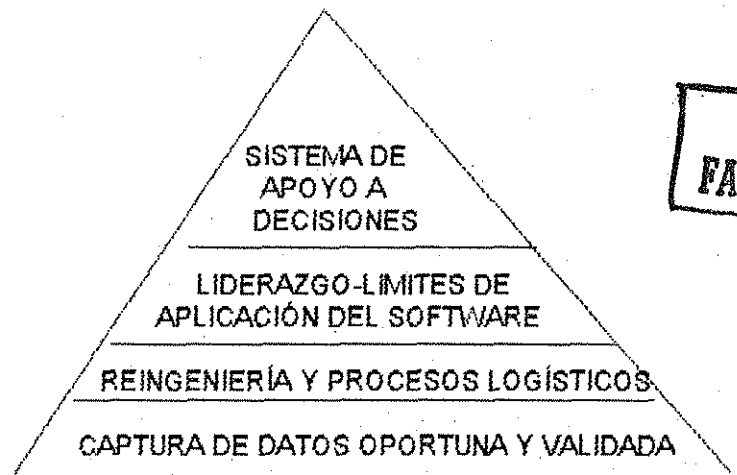 SISTEMA DE
APOYO A
DECISIONES
FA
LIDERAZGO-LIMITES DE
APLICACIÓN DEL SOFTWARE
REINGENIERÍA Y PROCESOS LOGÍSTICOS
CAPTURA DE DATOS OPORTUNA Y VALIDADA